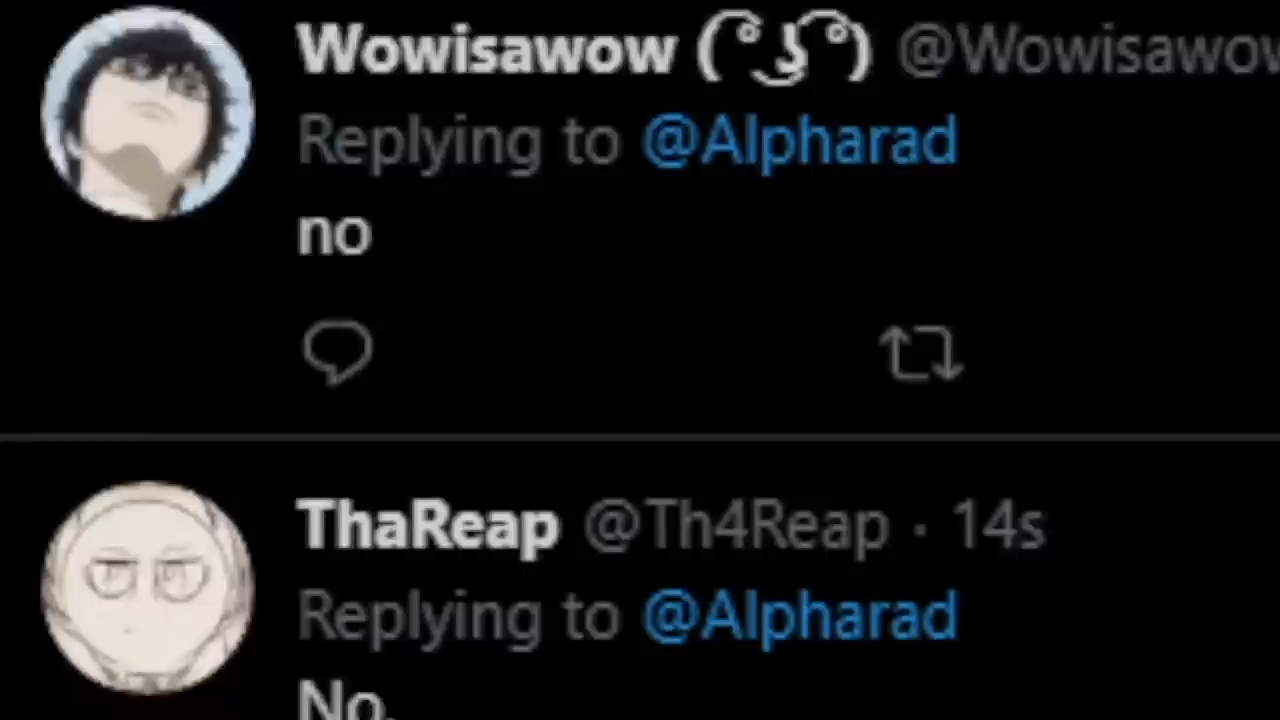 Wowisawow ( ͡° ͜ʖ ͡°) @Wowisawow
Replying to @Alpharad
no
ThaReap @Th4Reap · 14s
Replying to @Alpharad
No.